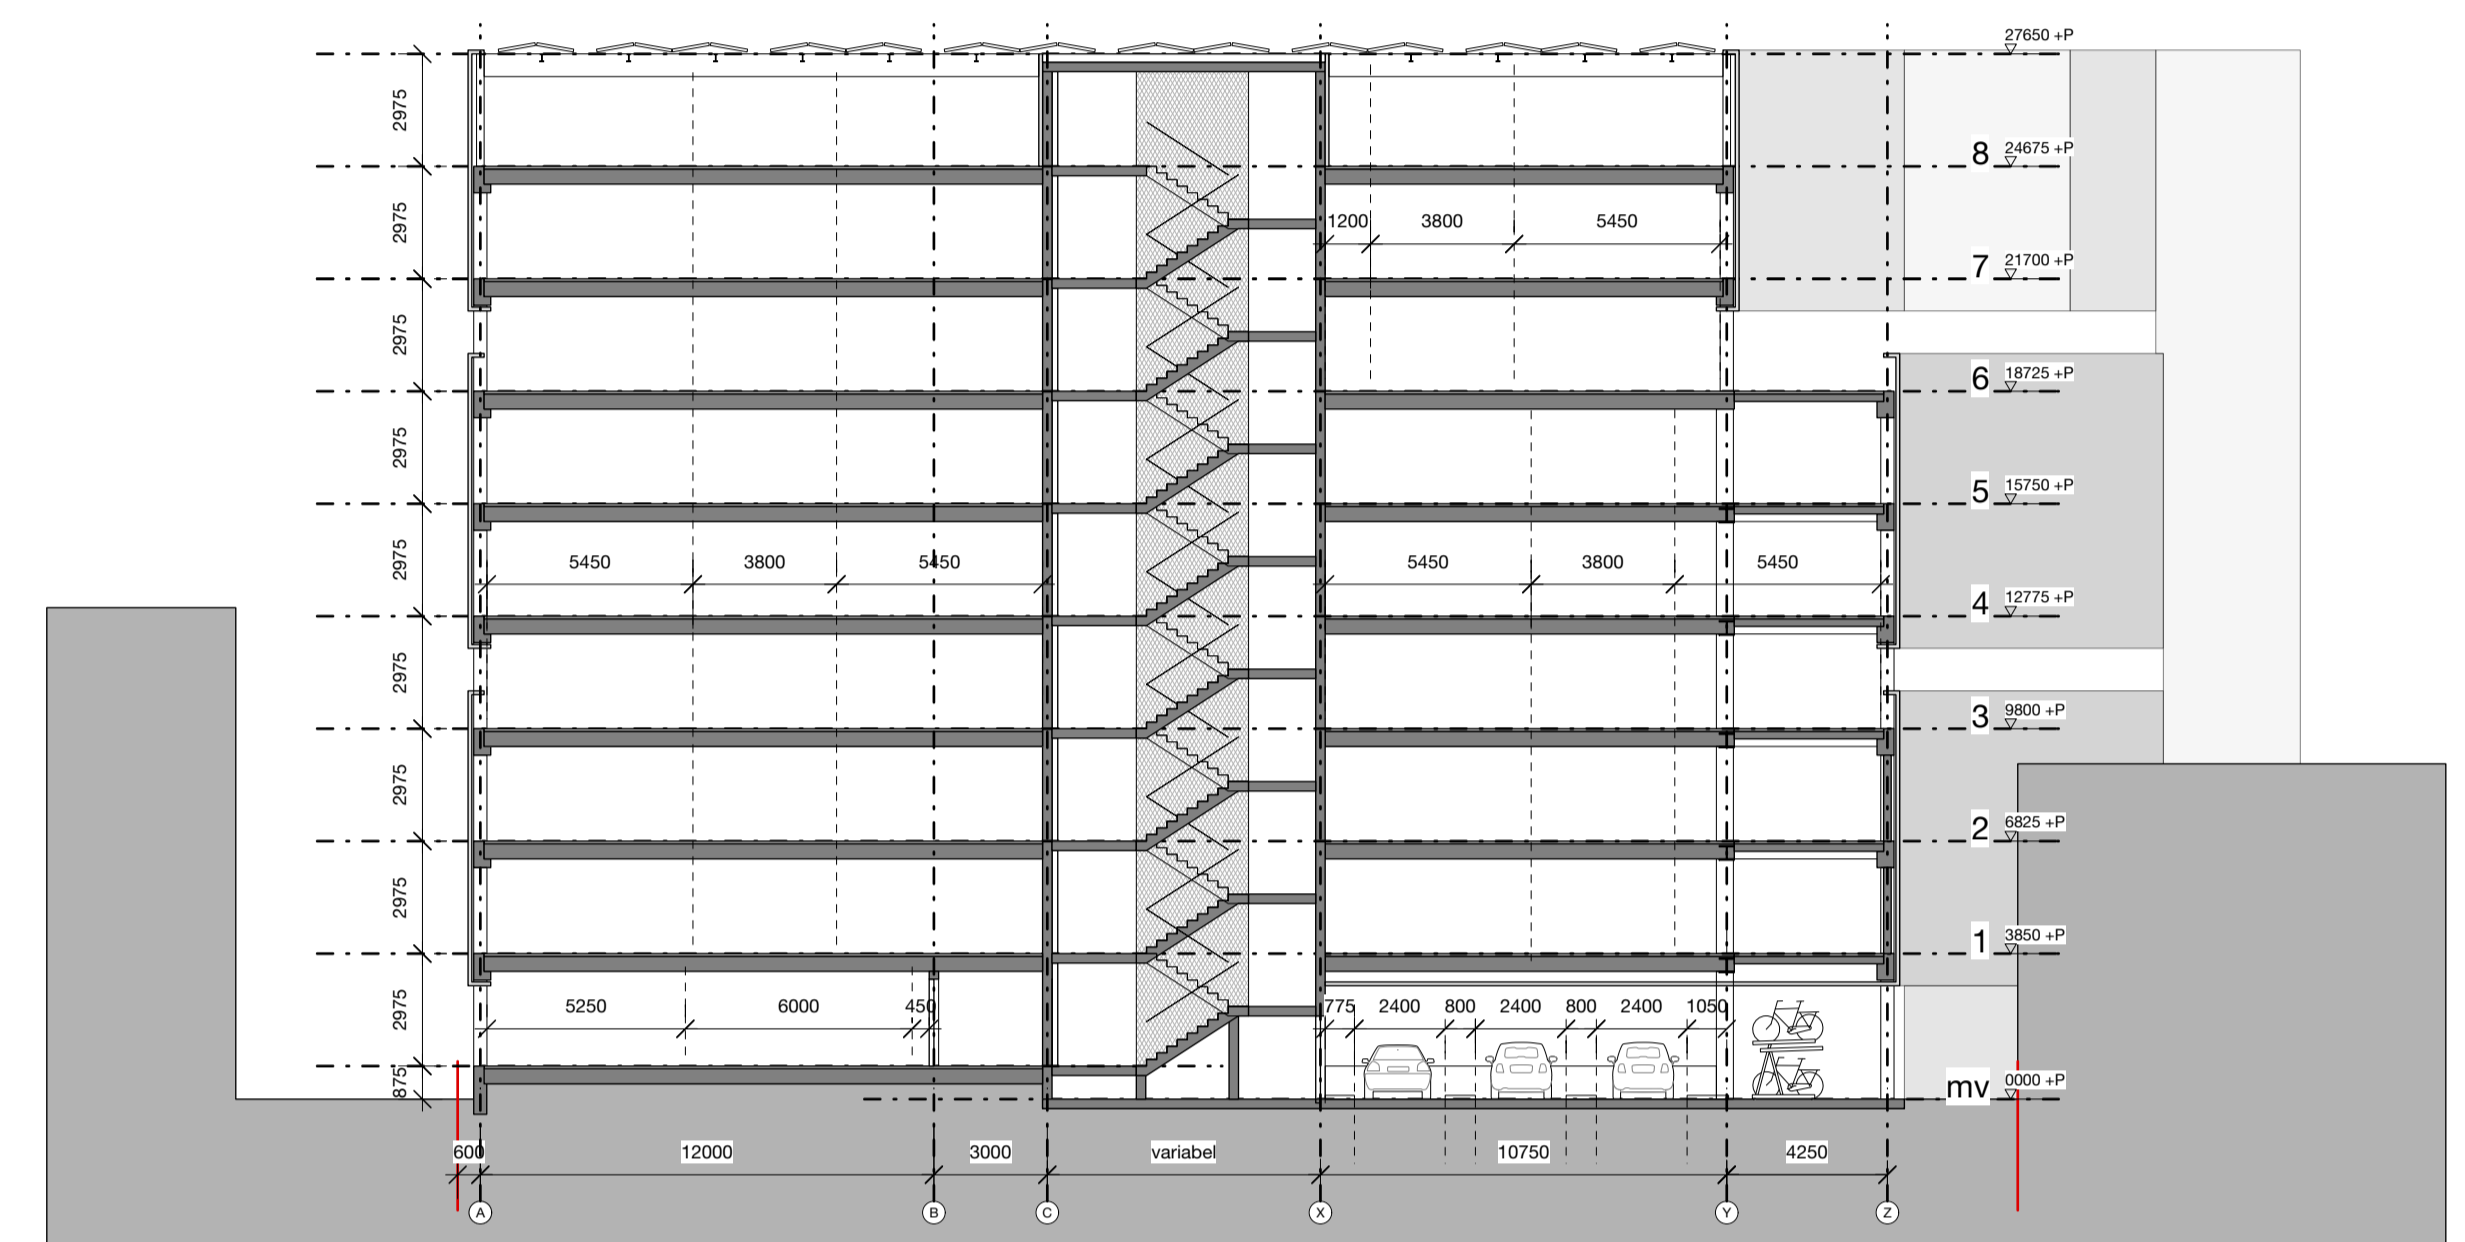 27650 +P
2975
8 24675 +P
2975
1200 3800 5450
7 21700 +P
2975
6 18725 +P
2975
5 15750 +P
2975
5450 3800 5450 5450 3800 5450
4 12775 +P
2975
3 9800 +P
2975
2 6825 +P
2975
1 3850 +P
2975
5250 6000 450 775 2400 800 2400 800 2400 1050
875
mv 0000 +P
600 12000 3000 variabel 10750 4250
A B C X Y Z